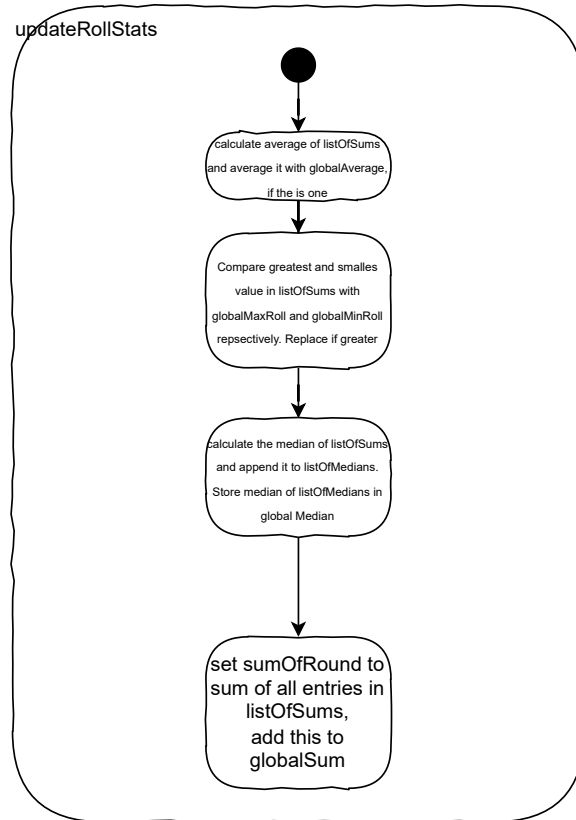 updateRollStats
calculate average of listOfSums
and average it with globalAverage,
if the is one
Compare greatest and smalles
value in listOfSums with
globalMaxRoll and globalMinRoll
repsectively. Replace if greater
calculate the median of listOfSums
and append it to listOfMedians.
Store median of listOfMedians in
global Median
set sumOfRound to
sum of all entries in
listOfSums,
add this to
globalSum